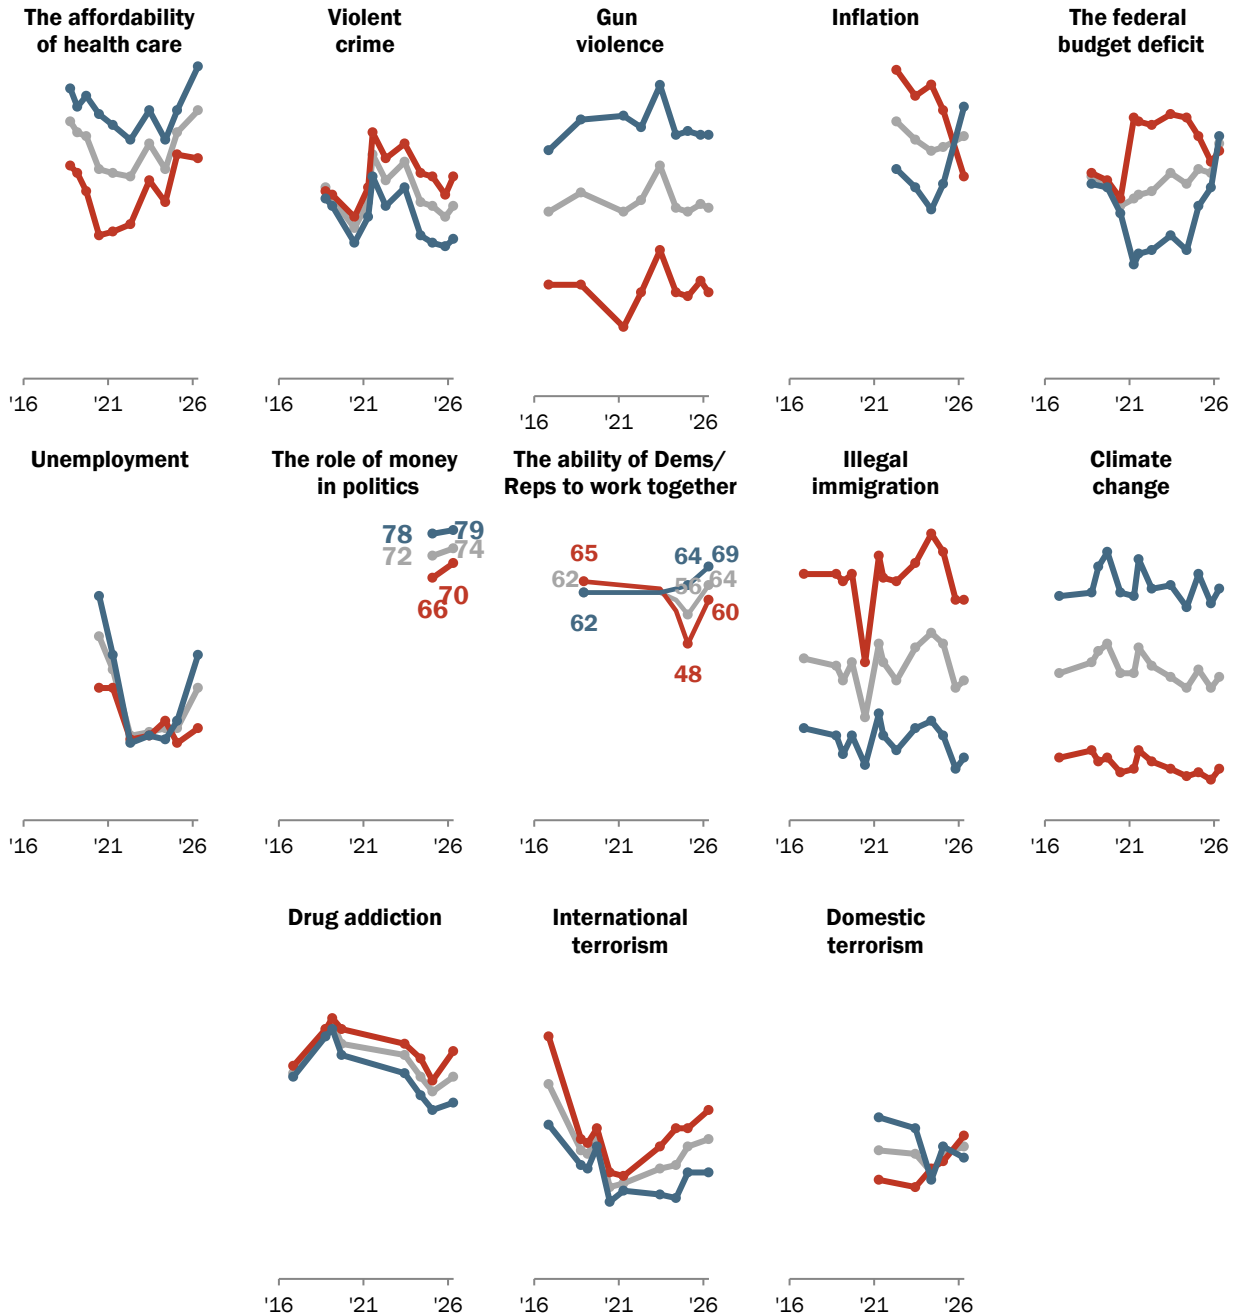 The affordability
of health care
Violent
crime
Gun
violence
Inflation
The federal
budget deficit
'16 '21 '26
'16 '21 '26
'16 '21 '26
'16 '21 '26
'16 '21 '26
Unemployment
The role of money
in politics
The ability of Dems/
Reps to work together
Illegal
immigration
Climate
change
78 79
72 74
70
66
65
62
62
64 69
56 64
60
48
'16 '21 '26
'16 '21 '26
'16 '21 '26
'16 '21 '26
'16 '21 '26
Drug addiction
International
terrorism
Domestic
terrorism
'16 '21 '26
'16 '21 '26
'16 '21 '26